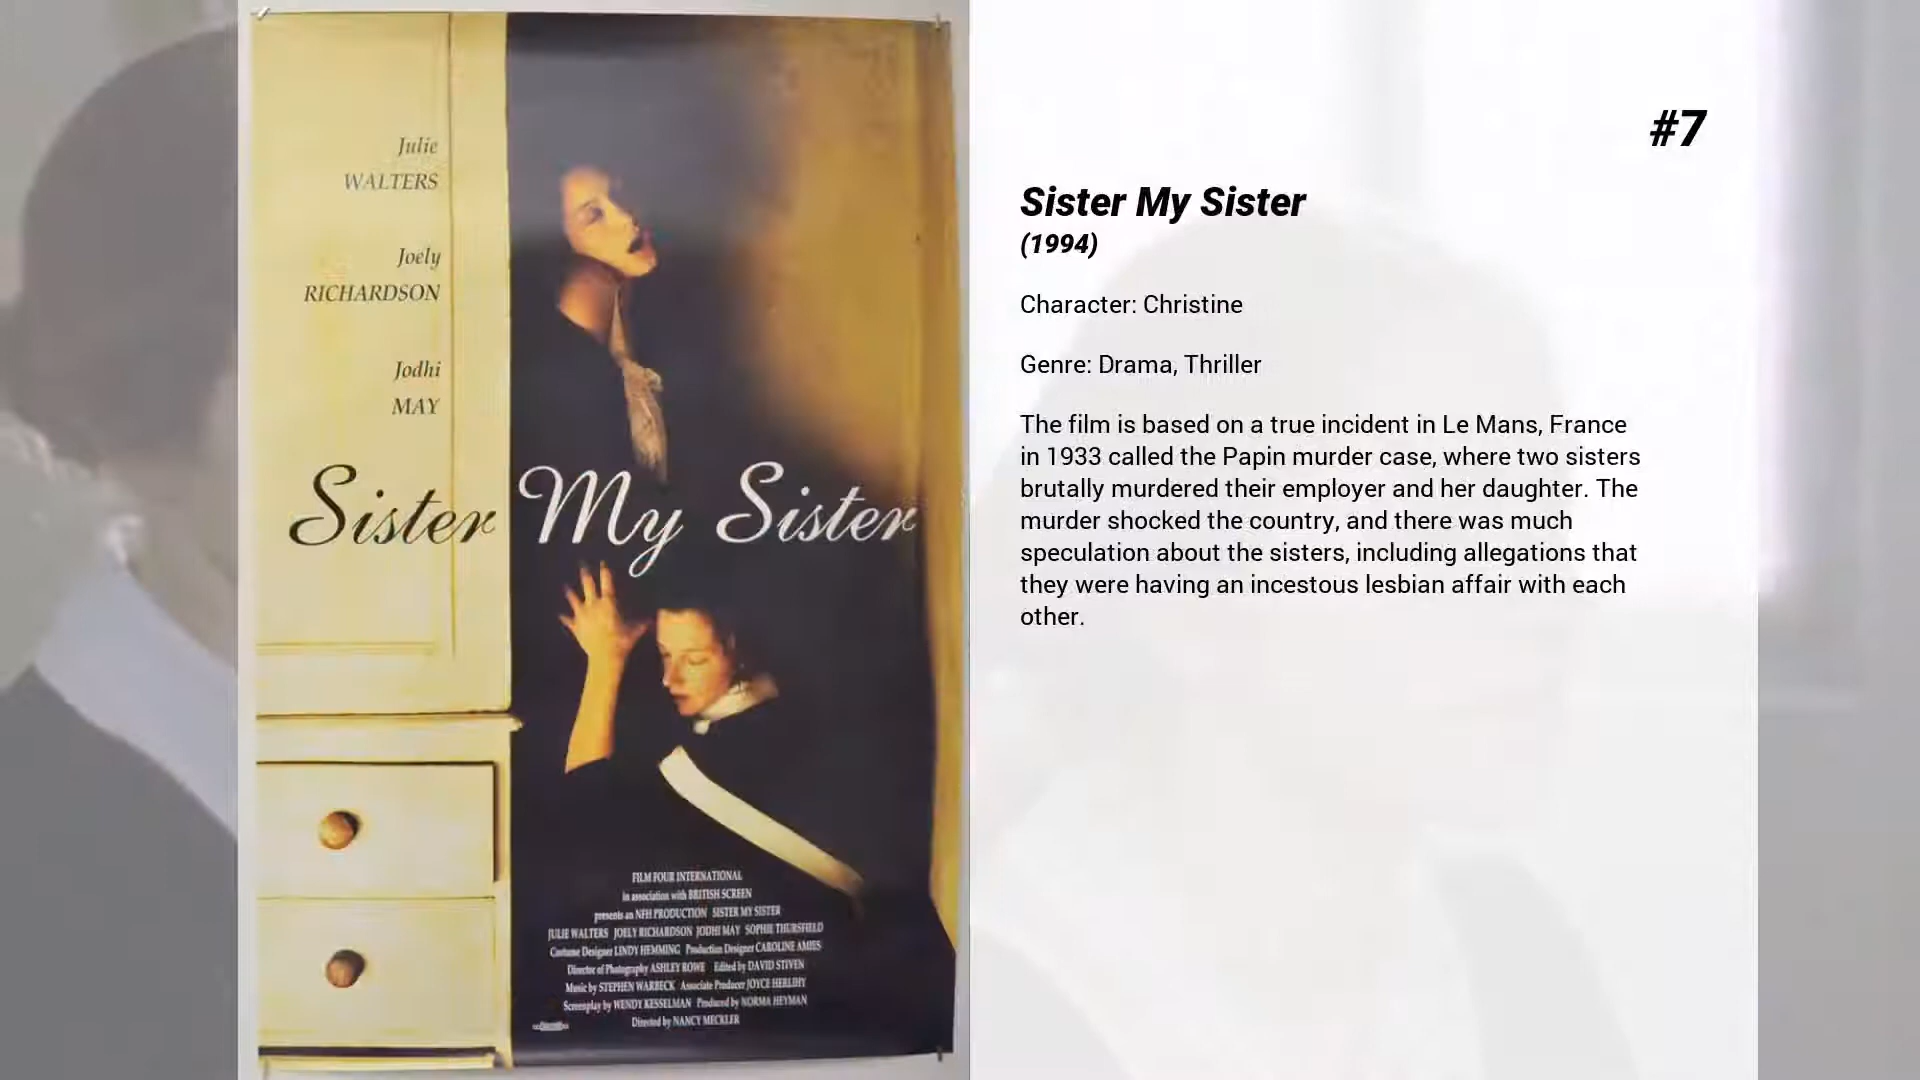 Julie
WALTERS
Joely
RICHARDSON
Jodhi
MAY
Sister My Sister
FILM FOUR INTERNATIONAL
in association with BRITISH SCREEN
presents an NFH PRODUCTION SISTER MY SISTER
JULIE WALTERS JOELY RICHARDSON JODHI MAY SOPHIE THURSFIELD
Costume Designer LINDY HEMMING Production Designer CAROLINE AMIES
Director of Photography ASHLEY ROWE Edited by DAVID STIVEN
Music by STEPHEN WARBECK Associate Producer JOYCE HERLIHY
Screenplay by WENDY KESSELMAN Produced by NORMA HEYMAN
Directed by NANCY MECKLER
#7
Sister My Sister
(1994)
Character: Christine
Genre: Drama, Thriller
The film is based on a true incident in Le Mans, France
in 1933 called the Papin murder case, where two sisters
brutally murdered their employer and her daughter. The
murder shocked the country, and there was much
speculation about the sisters, including allegations that
they were having an incestous lesbian affair with each
other.